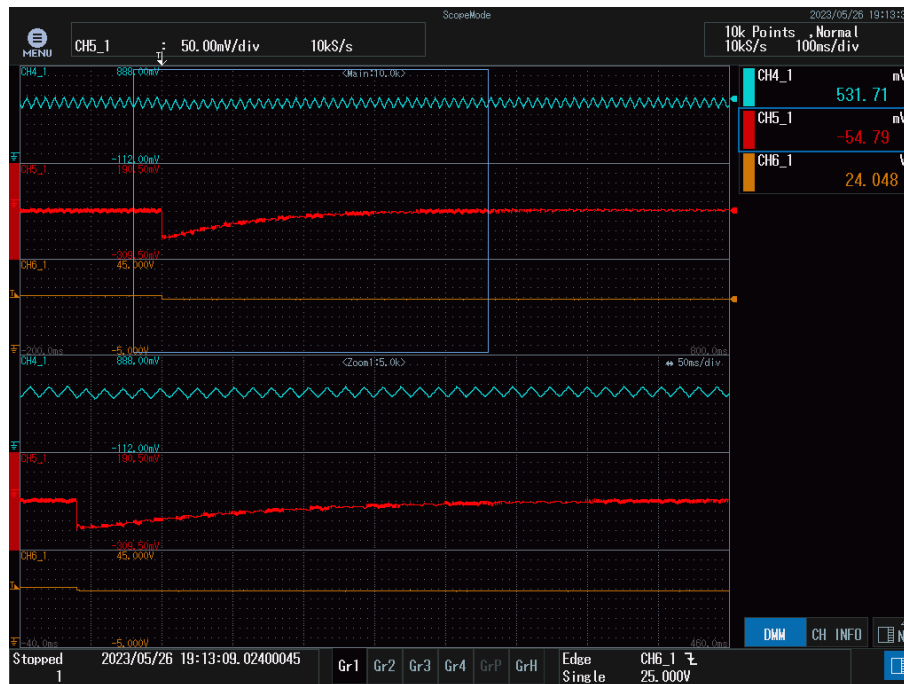 ScopeMode
2023/05/26 19:13:3
MENU
CH5_1 : 50.00mV/div 10kS/s
10k Points ,Normal
10kS/s 100ms/div
CH4_1 888.00mV <Main:10.0k>
-112.00mV
CH5_1 190.50mV
-309.50mV
CH6_1 45.000V
-200.0ms -5.000V 800.0ms
CH4_1 888.00mV <Zoom1:5.0k> ⇔ 50ms/div
-112.00mV
CH5_1 190.50mV
-309.50mV
CH6_1 45.000V
-40.0ms -5.000V 460.0ms
CH4_1 mV
531.71
CH5_1 mV
-54.79
CH6_1 V
24.048
DMM CH INFO N
Stopped 2023/05/26 19:13:09.02400045
1
Gr1 Gr2 Gr3 Gr4 GrP GrH
Edge CH6_1
Single 25.000V